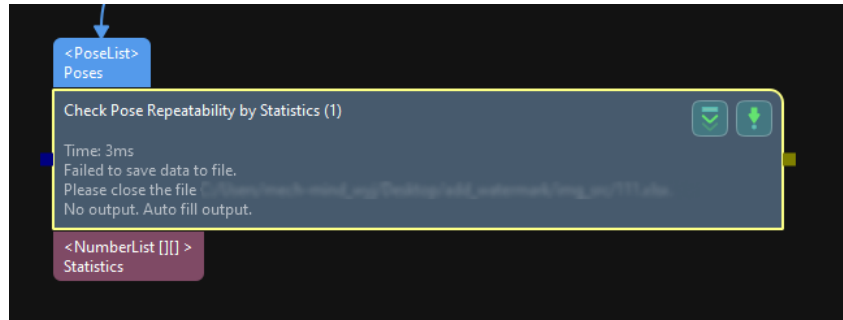 <PoseList>
Poses
Check Pose Repeatability by Statistics (1)
Time: 3ms
Failed to save data to file.
Please close the file
No output. Auto fill output.
<NumberList [][] >
Statistics